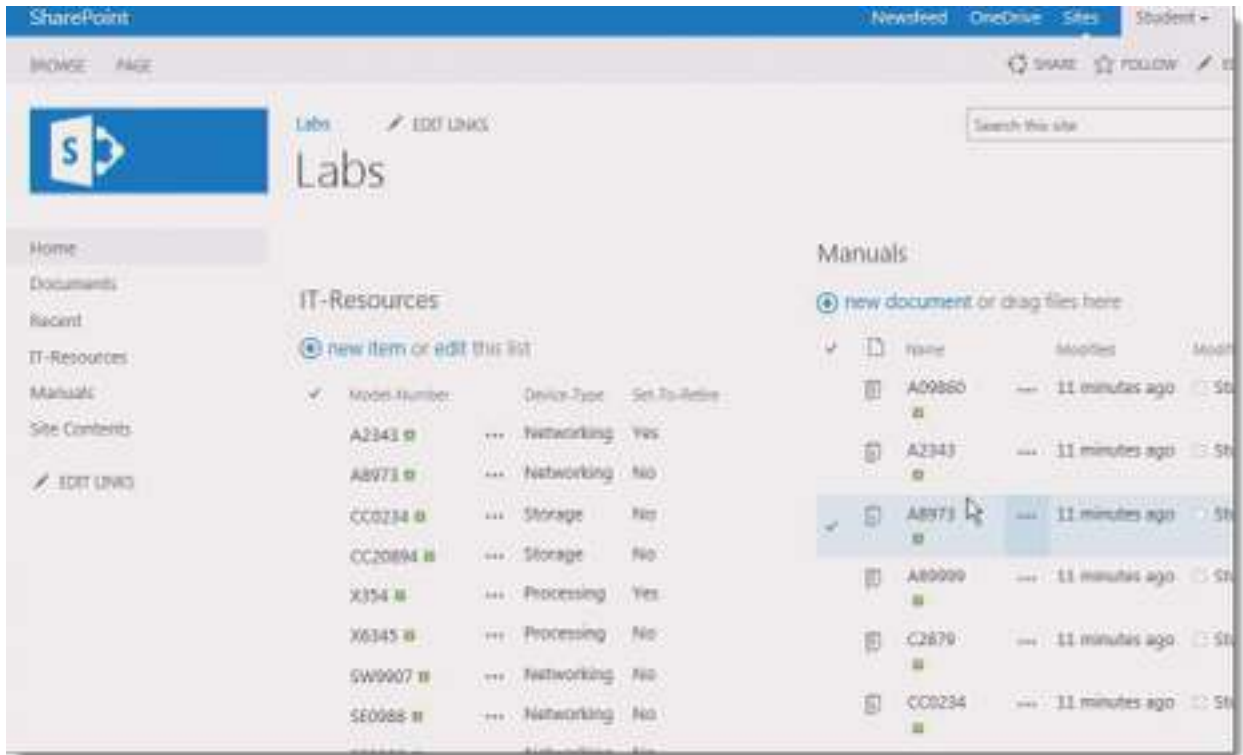 SharePoint
Newsfeed OneDrive Sites Student
BROWSE PAGE
SHARE FOLLOW
S
Labs EDIT LINKS
Search this site
Labs
Home
Documents
Recent
IT-Resources
Manuals
Site Contents
EDIT LINKS
IT-Resources
new item or edit this list
Model-Number Device-Type Set-To-Retire
A2343 Networking Yes
A8973 Networking No
CC0234 Storage No
CC20894 Storage No
X354 Processing Yes
X6345 Processing No
SW9907 Networking No
SE0988 Networking No
Manuals
new document or drag files here
Name Modified
A09860 11 minutes ago
A2343 11 minutes ago
A8973 11 minutes ago
A89999 11 minutes ago
C2879 11 minutes ago
CC0234 11 minutes ago